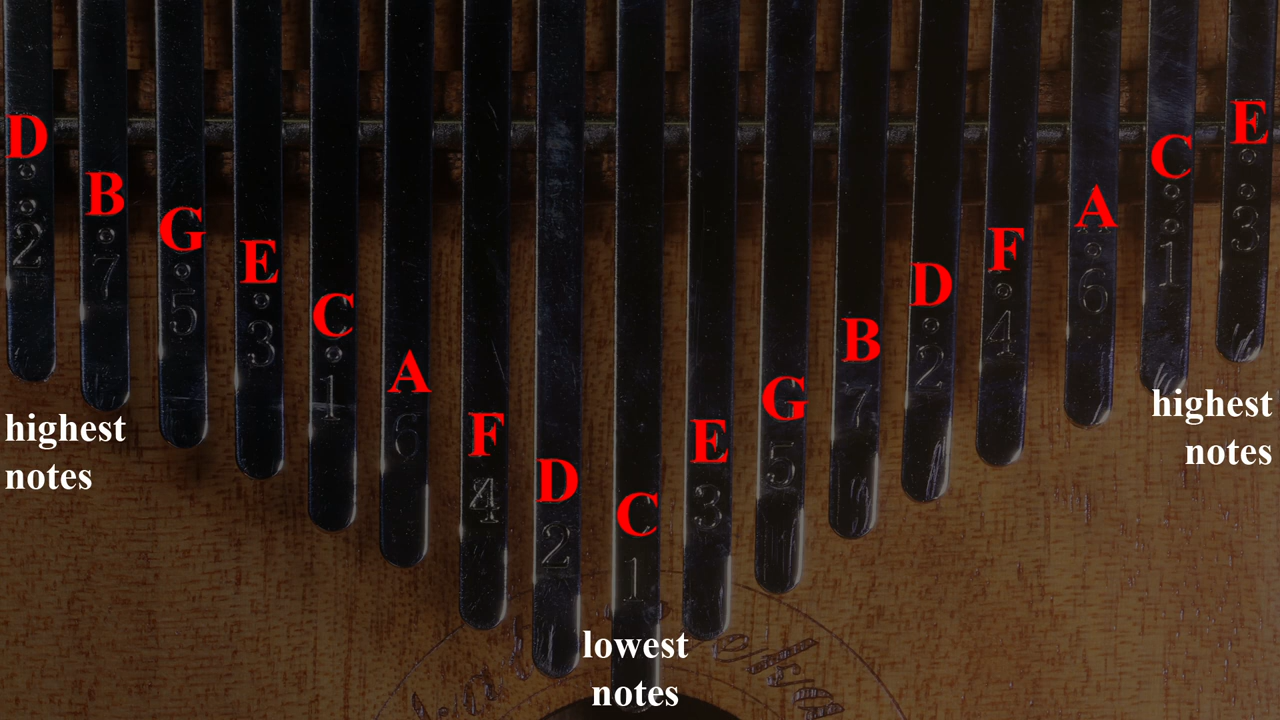 D B G E C A F D C E G B D F A C E
2 7 5 3 1 6 4 2 1 3 5 7 2 4 6 1 3
highest
notes
highest
notes
lowest
notes